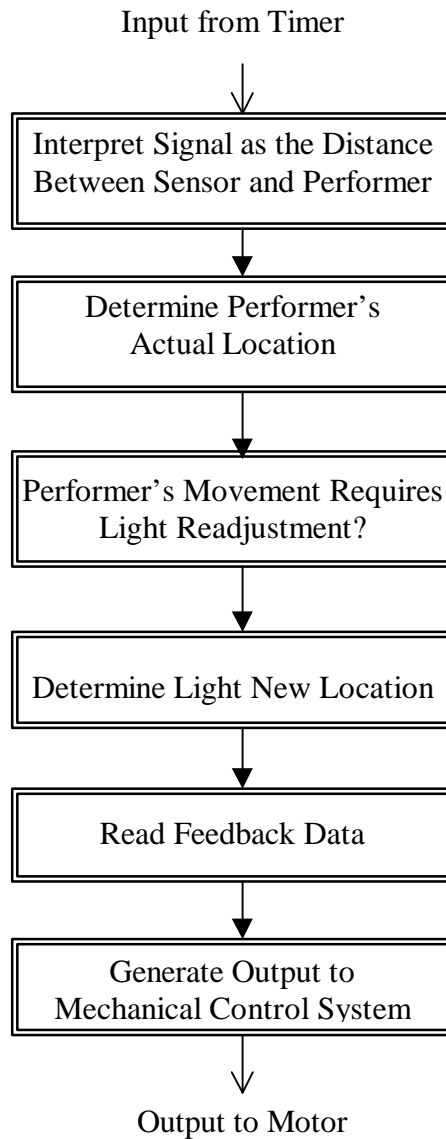 Input from Timer
Interpret Signal as the Distance
Between Sensor and Performer
Determine Performer’s
Actual Location
Performer’s Movement Requires
Light Readjustment?
Determine Light New Location
Read Feedback Data
Generate Output to
Mechanical Control System
Output to Motor